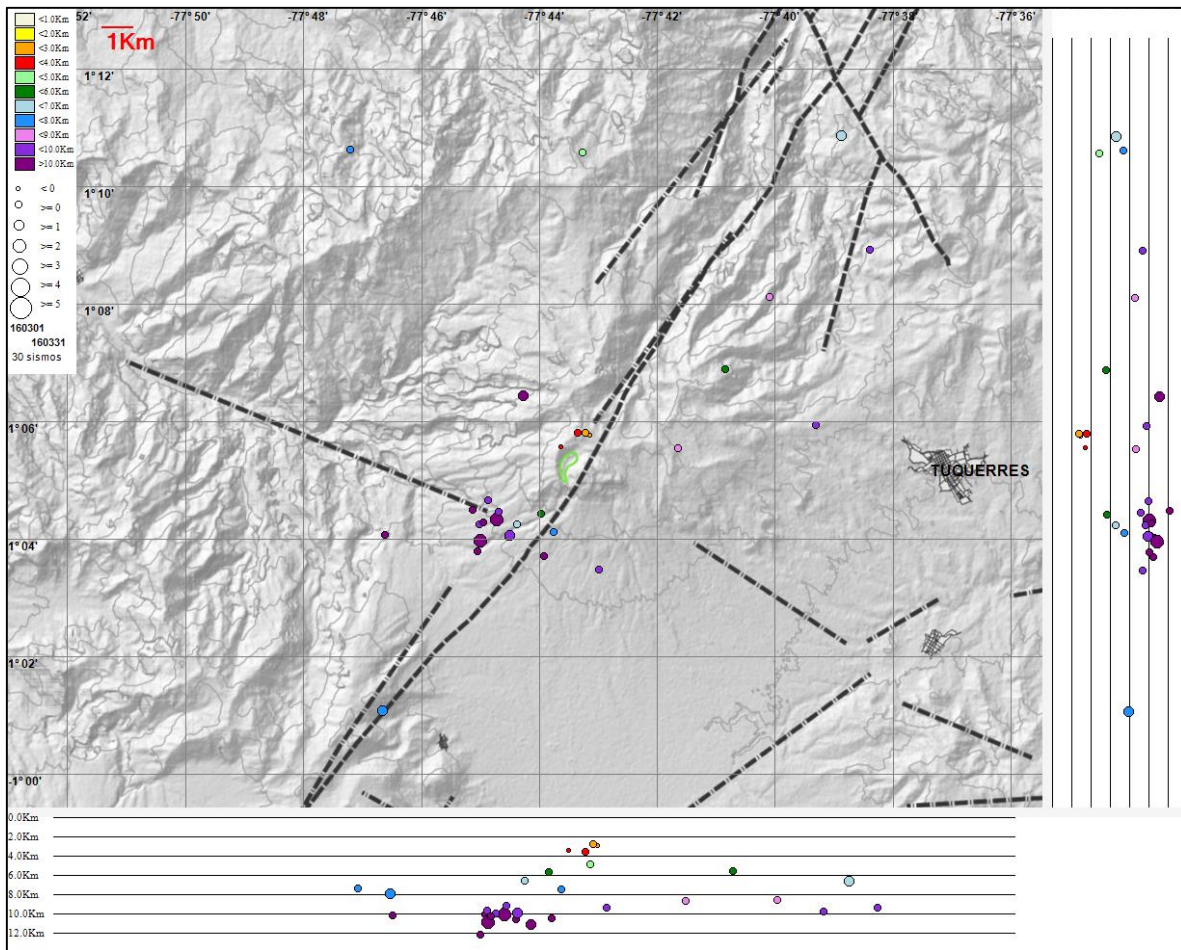 -77°50'
-77°48'
-77°46'
-77°44'
-77°42'
-77°40'
-77°38'
-77°36'
52'
1Km
<1.0Km
<2.0Km
<3.0Km
<4.0Km
<5.0Km
<6.0Km
<7.0Km
<8.0Km
<9.0Km
<10.0Km
>10.0Km
< 0
>= 0
>= 1
>= 2
>= 3
>= 4
>= 5
160301
160331
30 sismos
1°12'
1°10'
1°08'
1°06'
TUQUERRES
1°04'
1°02'
1°00'
0.0Km
2.0Km
4.0Km
6.0Km
8.0Km
10.0Km
12.0Km